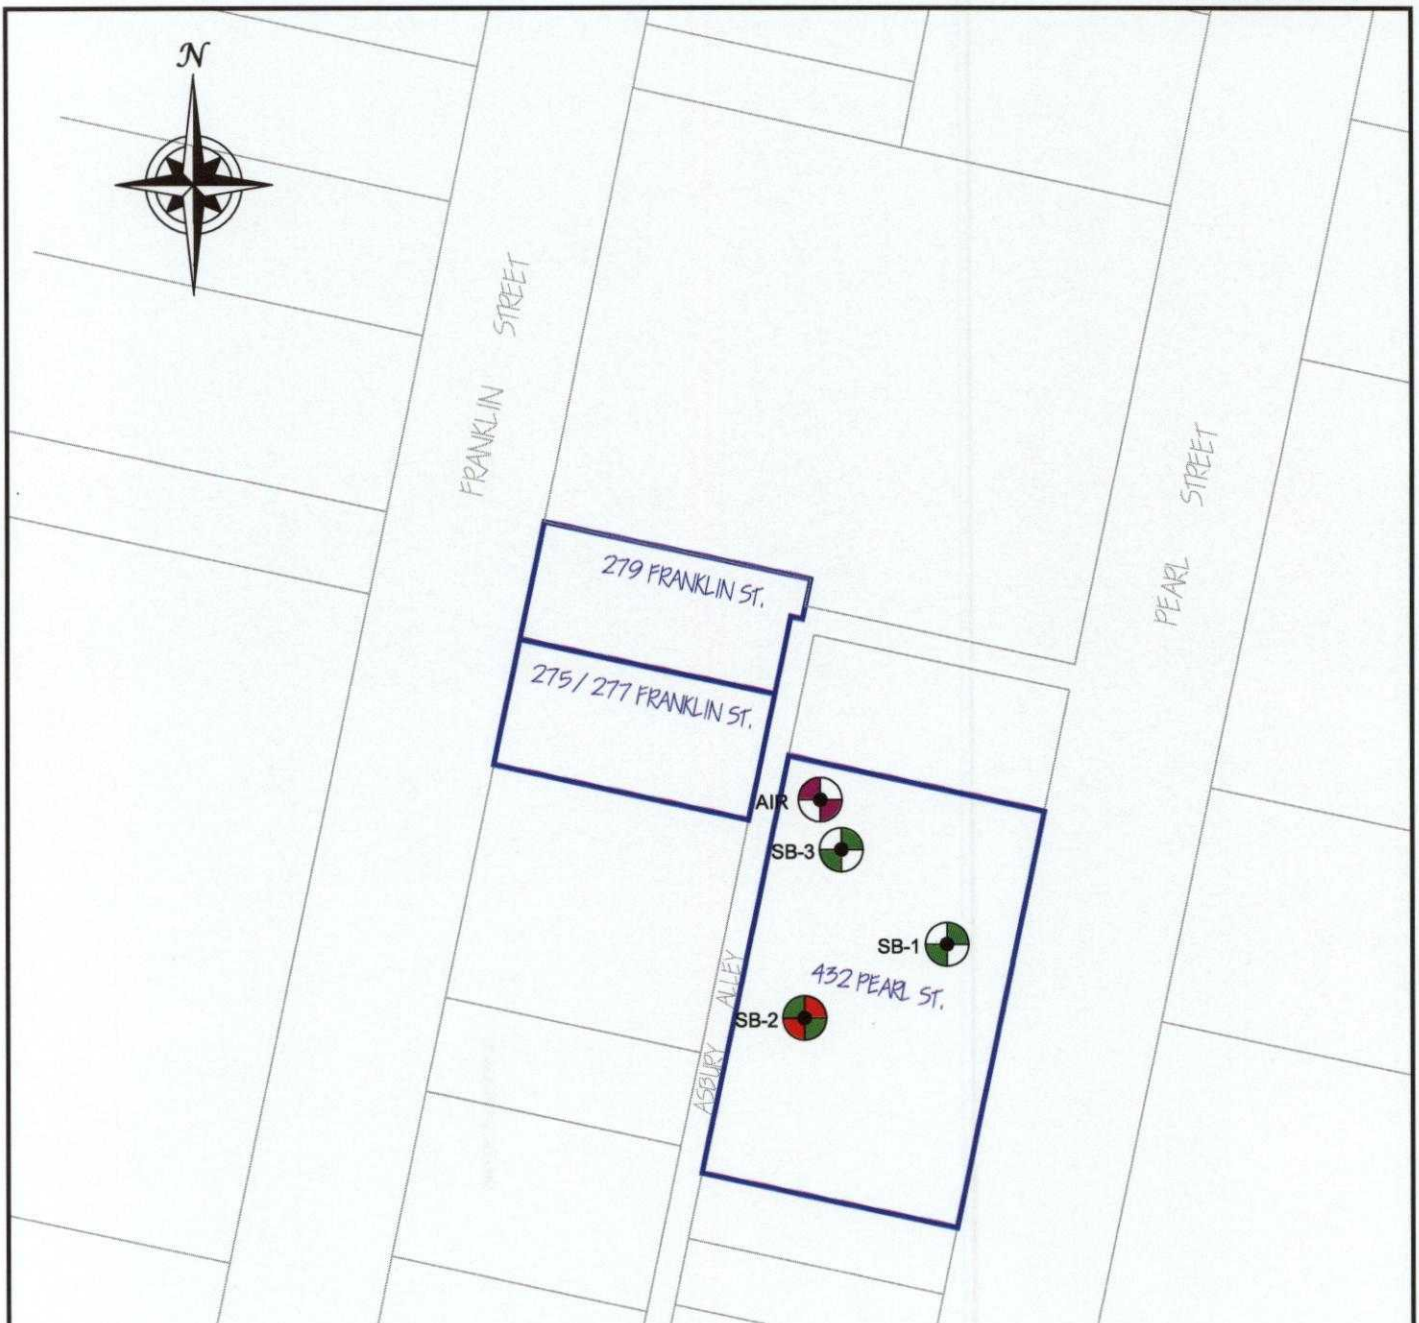 N
FRANKLIN STREET
PEARL STREET
279 FRANKLIN ST.
275 / 277 FRANKLIN ST.
AIR
SB-3
SB-1
432 PEARL ST.
SB-2
ASBURY ALLEY